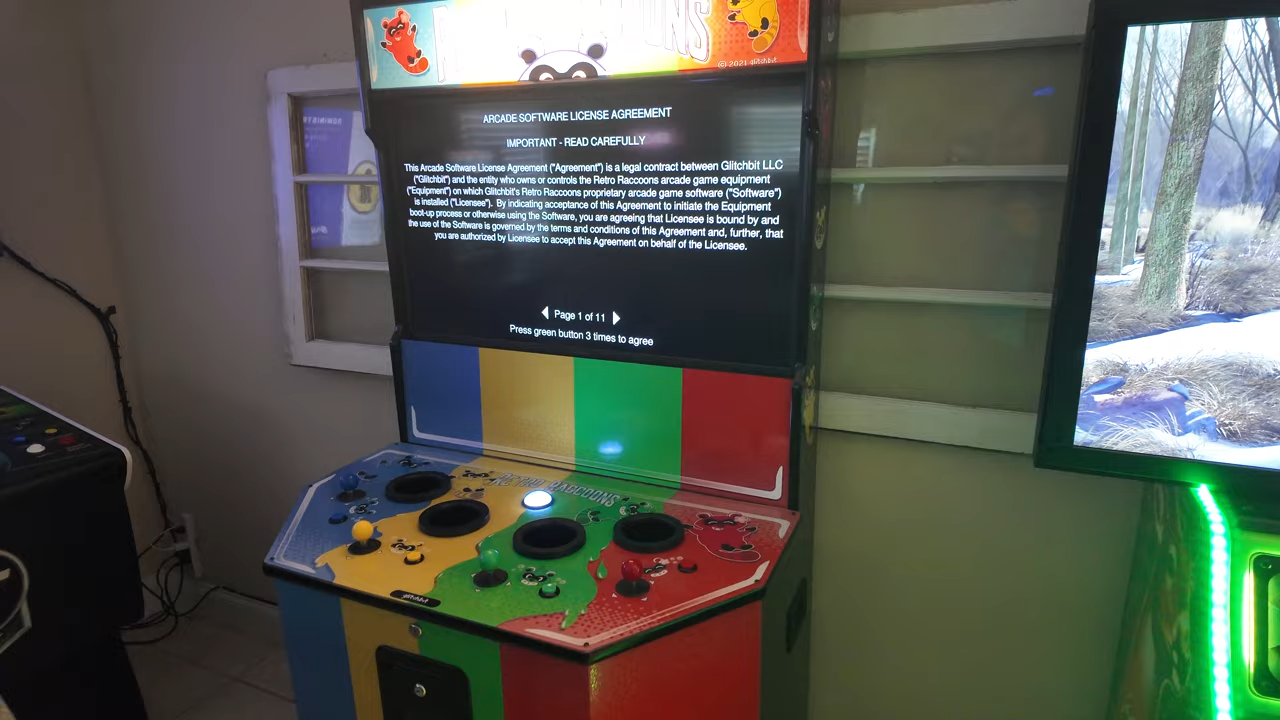 © 2021 glitchbit
ARCADE SOFTWARE LICENSE AGREEMENT
IMPORTANT - READ CAREFULLY
This Arcade Software License Agreement ("Agreement") is a legal contract between Glitchbit LLC
("Glitchbit") and the entity who owns or controls the Retro Raccoons arcade game equipment
("Equipment") on which Glitchbit's Retro Raccoons proprietary arcade game software ("Software")
is installed ("Licensee"). By indicating acceptance of this Agreement to initiate the Equipment
boot-up process or otherwise using the Software, you are agreeing that Licensee is bound by and
the use of the Software is governed by the terms and conditions of this Agreement and, further, that
you are authorized by Licensee to accept this Agreement on behalf of the Licensee.
Page 1 of 11
Press green button 3 times to agree
RETRO RACCOONS
glitchbit